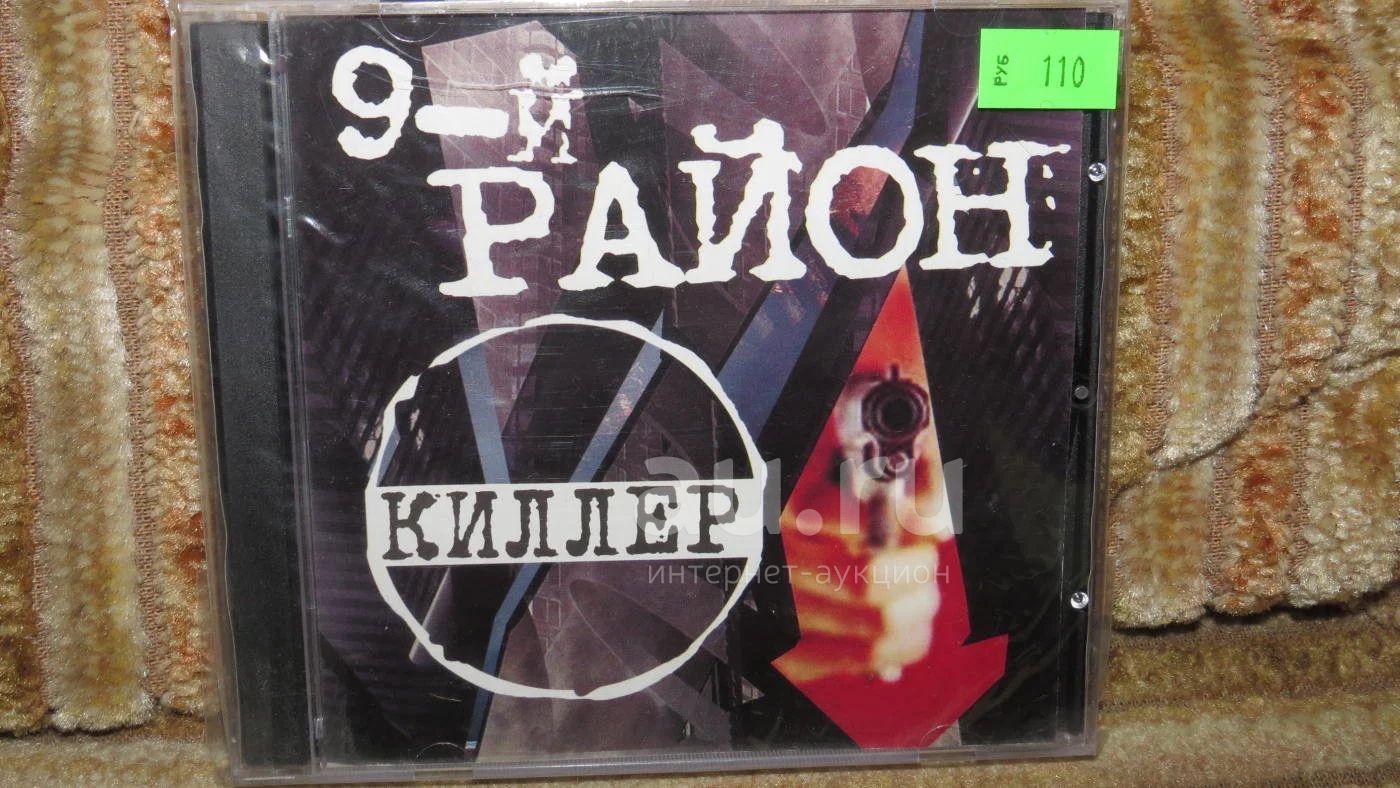 9-й
РАЙОН
РУБ 110
КИЛЛЕР
au.ru
интернет-аукцион